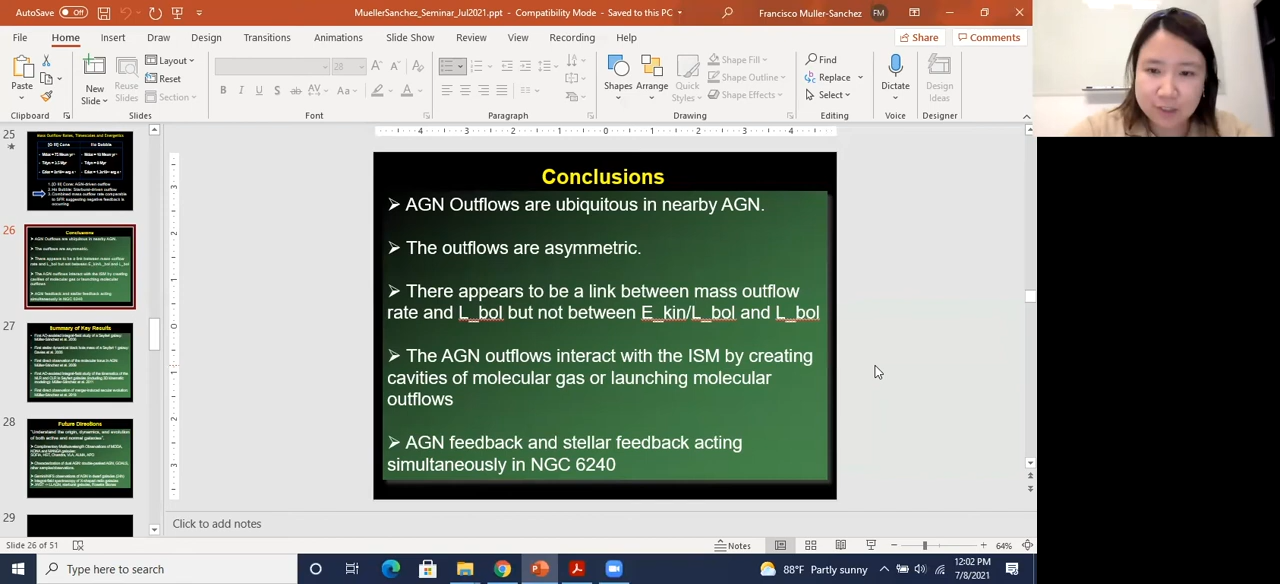 AutoSave Off MuellerSanchez_Seminar_Jul2021.ppt - Compatibility Mode - Saved to this PC Francisco Muller-Sanchez FM
File Home Insert Draw Design Transitions Animations Slide Show Review View Recording Help Share Comments
Paste New Slide Reuse Slides Layout Reset Section 28 Shapes Arrange Quick Styles Shape Fill Shape Outline Shape Effects Find Replace Select Dictate Design Ideas
Clipboard Slides Font Paragraph Drawing Editing Voice Designer
25
26
27
Summary of Key Results
28
Future Directions
29
Conclusions
AGN Outflows are ubiquitous in nearby AGN.
The outflows are asymmetric.
There appears to be a link between mass outflow
rate and L_bol but not between E_kin/L_bol and L_bol
The AGN outflows interact with the ISM by creating
cavities of molecular gas or launching molecular
outflows
AGN feedback and stellar feedback acting
simultaneously in NGC 6240
Click to add notes
Slide 26 of 51 Notes 64%
Type here to search 88°F Partly sunny 12:02 PM
7/8/2021